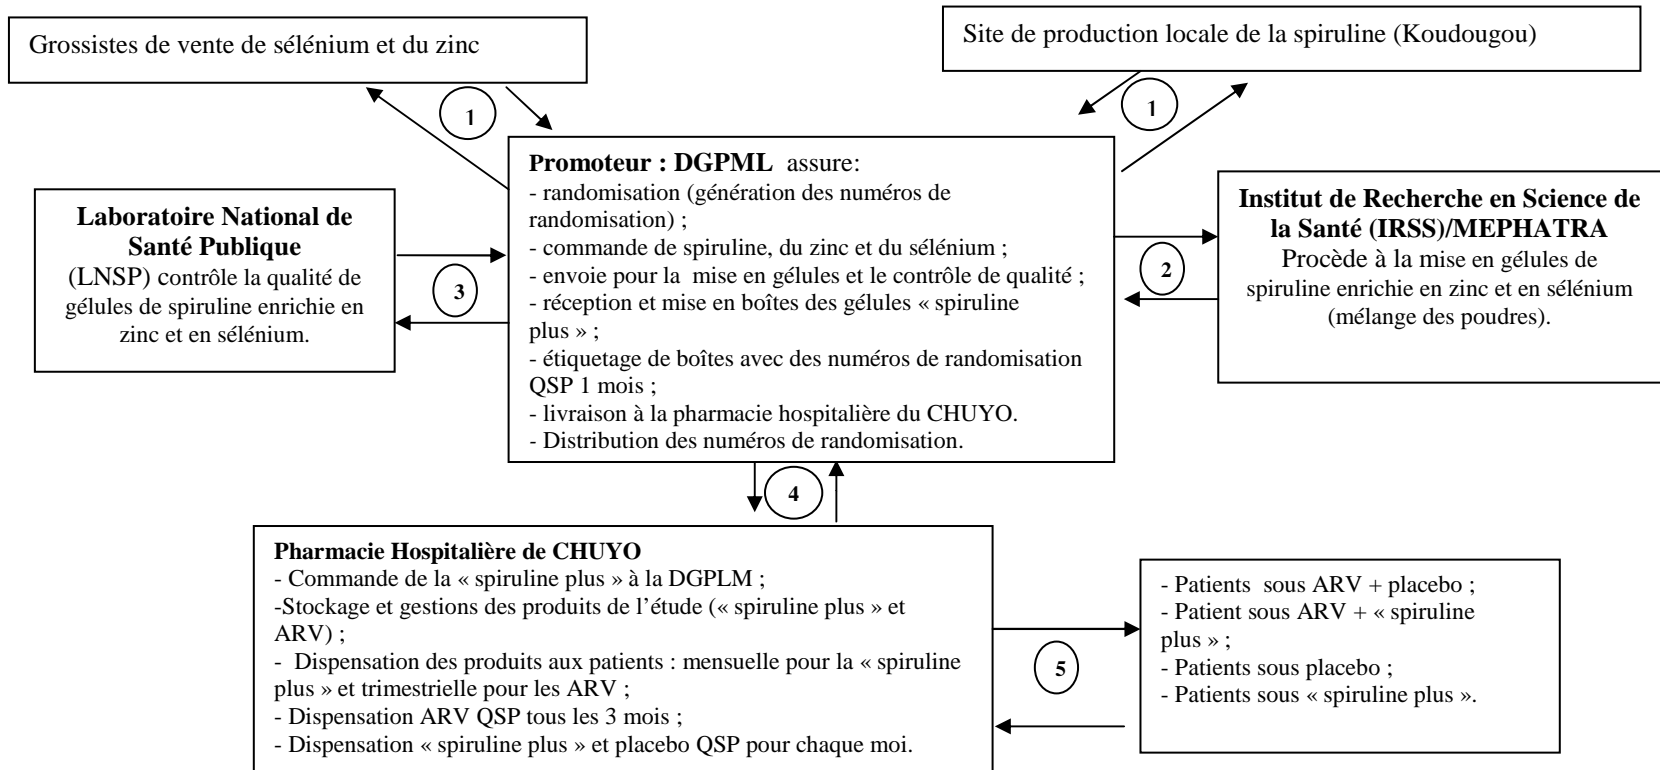 Grossistes de vente de sélénium et du zinc
Site de production locale de la spiruline (Koudougou)
1
1
Promoteur : DGPML assure:
- randomisation (génération des numéros de
randomisation) ;
- commande de spiruline, du zinc et du sélénium ;
- envoie pour la mise en gélules et le contrôle de qualité ;
- réception et mise en boîtes des gélules « spiruline
plus » ;
- étiquetage de boîtes avec des numéros de randomisation
QSP 1 mois ;
- livraison à la pharmacie hospitalière du CHUYO.
- Distribution des numéros de randomisation.
Laboratoire National de
Santé Publique
(LNSP) contrôle la qualité de
gélules de spiruline enrichie en
zinc et en sélénium.
3
2
Institut de Recherche en Science de
la Santé (IRSS)/MEPHATRA
Procède à la mise en gélules de
spiruline enrichie en zinc et en sélénium
(mélange des poudres).
4
Pharmacie Hospitalière de CHUYO
- Commande de la « spiruline plus » à la DGPLM ;
-Stockage et gestions des produits de l'étude (« spiruline plus » et
ARV) ;
- Dispensation des produits aux patients : mensuelle pour la « spiruline
plus » et trimestrielle pour les ARV ;
- Dispensation ARV QSP tous les 3 mois ;
- Dispensation « spiruline plus » et placebo QSP pour chaque moi.
5
- Patients sous ARV + placebo ;
- Patient sous ARV + « spiruline
plus » ;
- Patients sous placebo ;
- Patients sous « spiruline plus ».